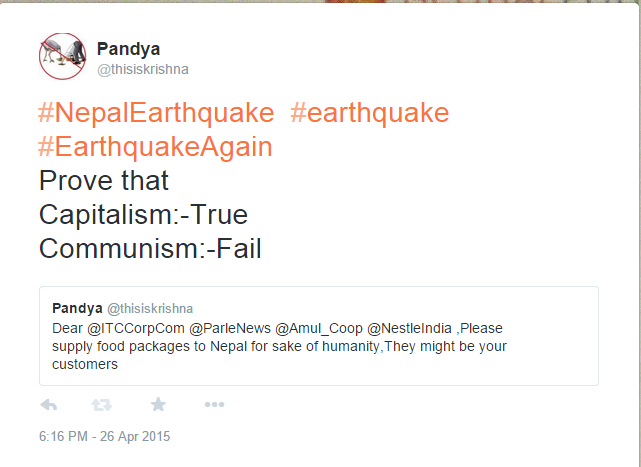 Pandya
@thisiskrishna
#NepalEarthquake #earthquake
#EarthquakeAgain
Prove that
Capitalism:-True
Communism:-Fail
Pandya @thisiskrishna
Dear @ITCCorpCom @ParleNews @Amul_Coop @NestleIndia ,Please
supply food packages to Nepal for sake of humanity,They might be your
customers
6:16 PM - 26 Apr 2015